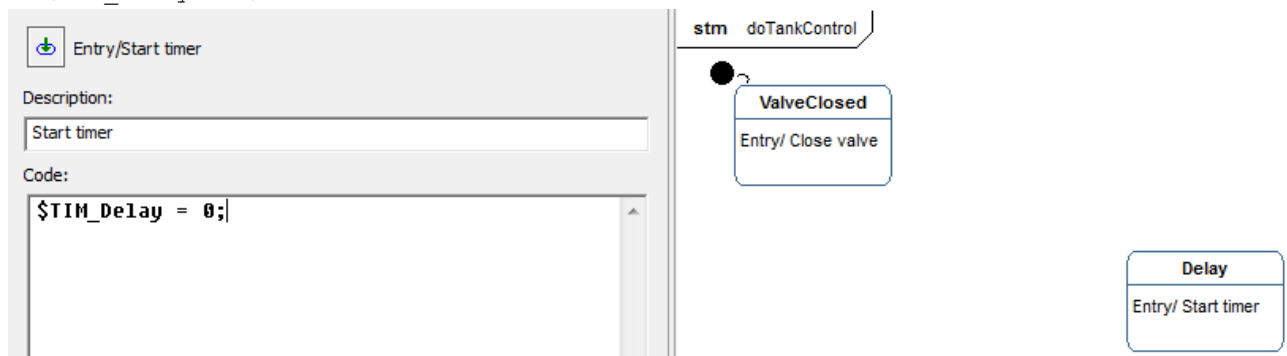 Entry/Start timer
Description:
Start timer
Code:
$TIM_Delay = 0;
stm doTankControl
ValveClosed
Entry/ Close valve
Delay
Entry/ Start timer